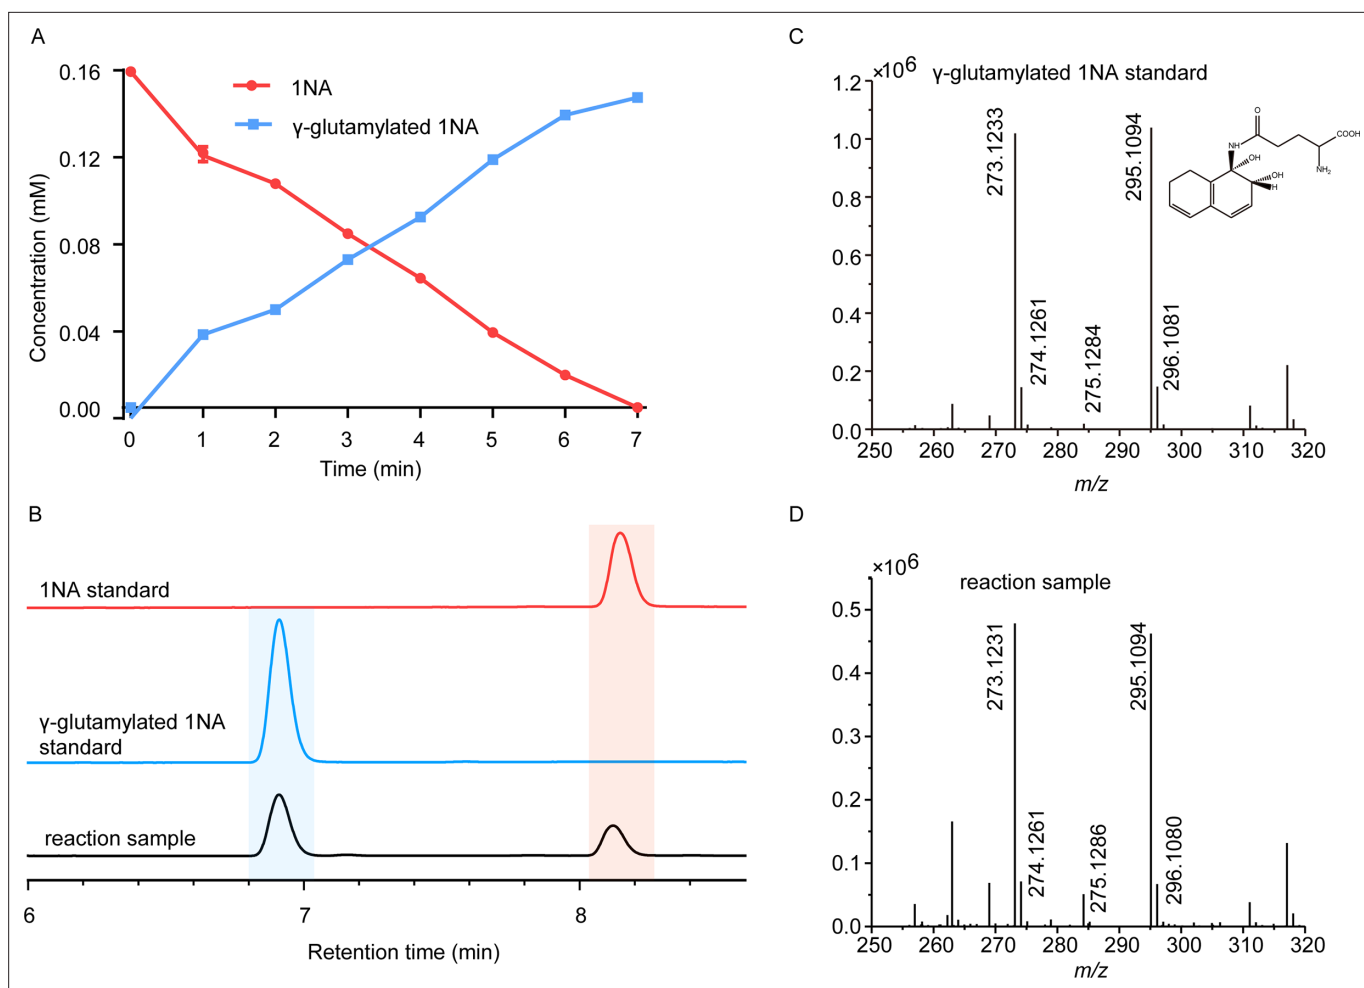 A
0.16
0.12
0.08
0.04
0.00
Concentration (mM)
1NA
γ-glutamylated 1NA
0 1 2 3 4 5 6 7
Time (min)
B
1NA standard
γ-glutamylated 1NA
standard
reaction sample
6 7 8
Retention time (min)
C
×10⁶
γ-glutamylated 1NA standard
1.2
1.0
0.8
0.6
0.4
0.2
0.0
273.1233
274.1261
275.1284
295.1094
296.1081
O
NH
OH
OH
H
COOH
NH₂
250 260 270 280 290 300 310 320
m/z
D
×10⁶
reaction sample
0.5
0.4
0.3
0.2
0.1
0.0
273.1231
274.1261
275.1286
295.1094
296.1080
250 260 270 280 290 300 310 320
m/z